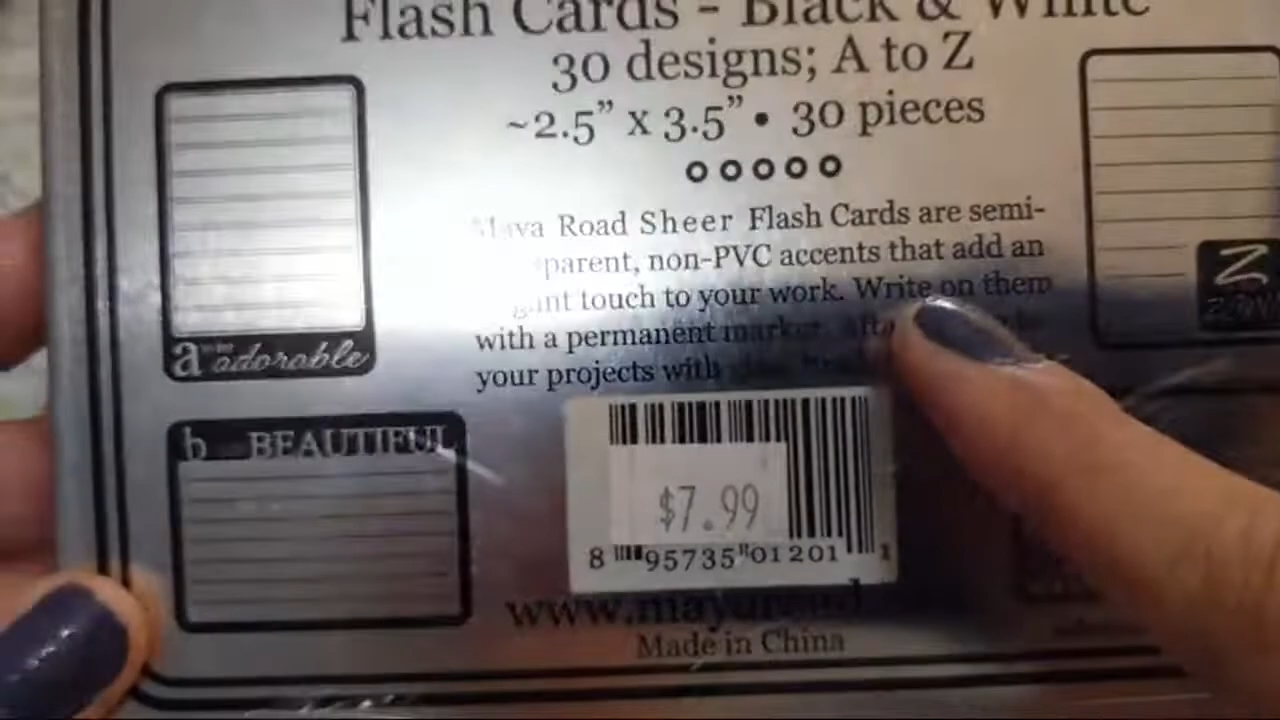 Flash Cards - Black & White
30 designs; A to Z
~2.5” x 3.5” • 30 pieces
Maya Road Sheer Flash Cards are semi-
parent, non-PVC accents that add an
touch to your work. Write on them
with a permanent marker.
your projects with
a adorable
b BEAUTIFUL
Z
$7.99
8 95735 01201 1
Made in China